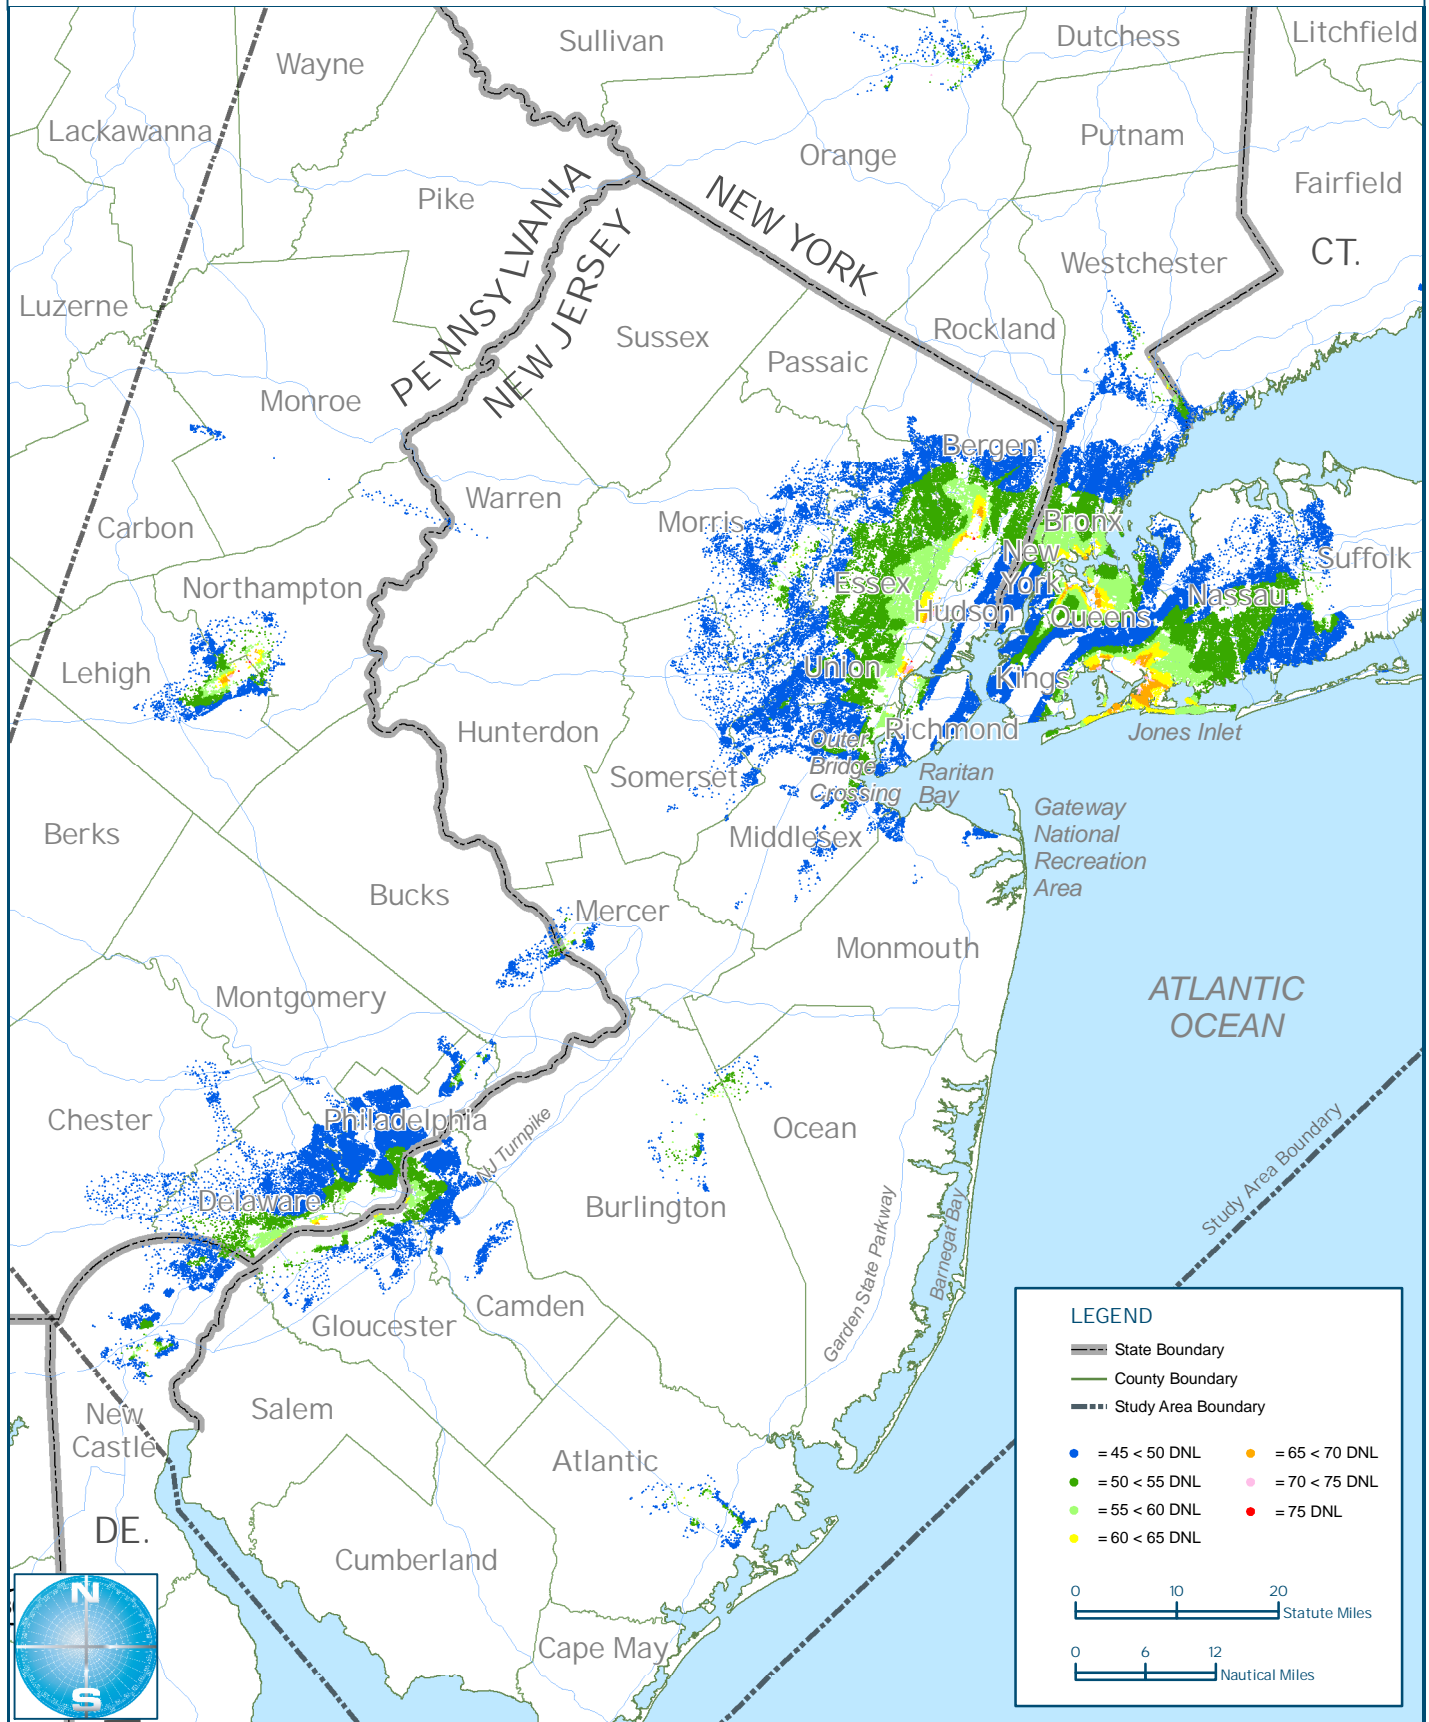 Sullivan
Dutchess
Litchfield
Wayne
Lackawanna
Putnam
Orange
Fairfield
Pike
PENNSYLVANIA
NEW JERSEY
NEW YORK
CT.
Westchester
Luzerne
Sussex
Rockland
Passaic
Monroe
Bergen
Warren
Morris
Bronx
Carbon
New
York
Suffolk
Northampton
Essex
Hudson
Queens
Nassau
Lehigh
Union
Kings
Hunterdon
Richmond
Jones Inlet
Outer
Bridge
Crossing
Somerset
Raritan
Bay
Gateway
National
Recreation
Area
Berks
Middlesex
Bucks
Mercer
Monmouth
Montgomery
ATLANTIC
OCEAN
Chester
Philadelphia
NJ Turnpike
Ocean
Study Area Boundary
Delaware
Burlington
Garden State Parkway
Barnegat Bay
Camden
Gloucester
Salem
New
Castle
Atlantic
DE.
Cumberland
Cape May
N
S
LEGEND
State Boundary
County Boundary
Study Area Boundary
= 45 < 50 DNL
= 50 < 55 DNL
= 55 < 60 DNL
= 60 < 65 DNL
= 65 < 70 DNL
= 70 < 75 DNL
= 75 DNL
0 10 20
Statute Miles
0 6 12
Nautical Miles